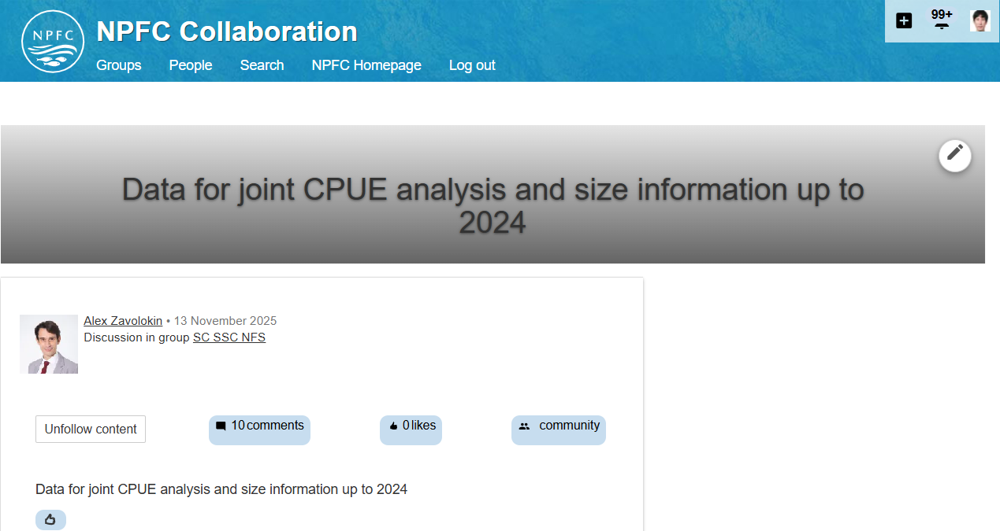 NPFC
NPFC Collaboration
99+
Groups People Search NPFC Homepage Log out
Data for joint CPUE analysis and size information up to
2024
Alex Zavolokin • 13 November 2025
Discussion in group SC SSC NFS
Unfollow content
10 comments
0 likes
community
Data for joint CPUE analysis and size information up to 2024